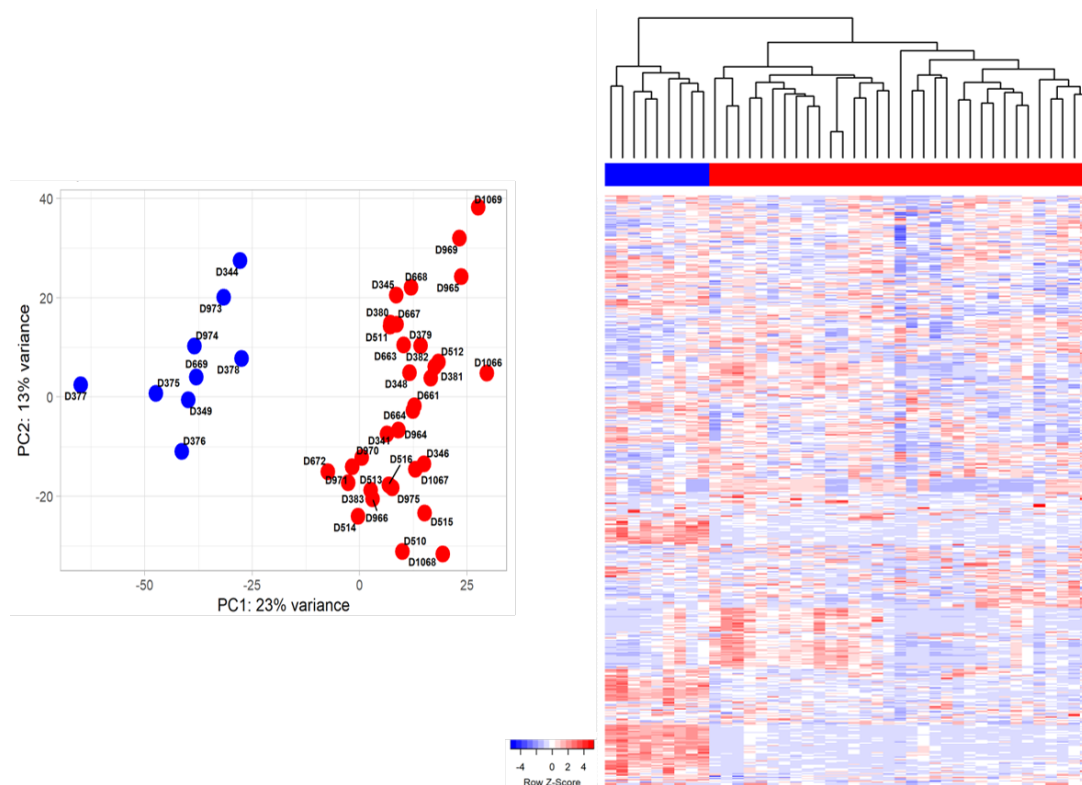 40
D1069
D969
D344
D668
D345
D965
D973
20
D380
D667
D974
D511
D379
D512
D663
D382
D1066
D669
D378
D375
D348
D381
D377
D661
0
D349
D664
D964
D341
D376
D970
D346
D672
D516
D971
D513
D1067
-20
D383
D975
D966
D515
D514
D510
D1068
-50
-25
0
25
PC1: 23% variance
PC2: 13% variance
-4 -2 0 2 4
Row Z-Score